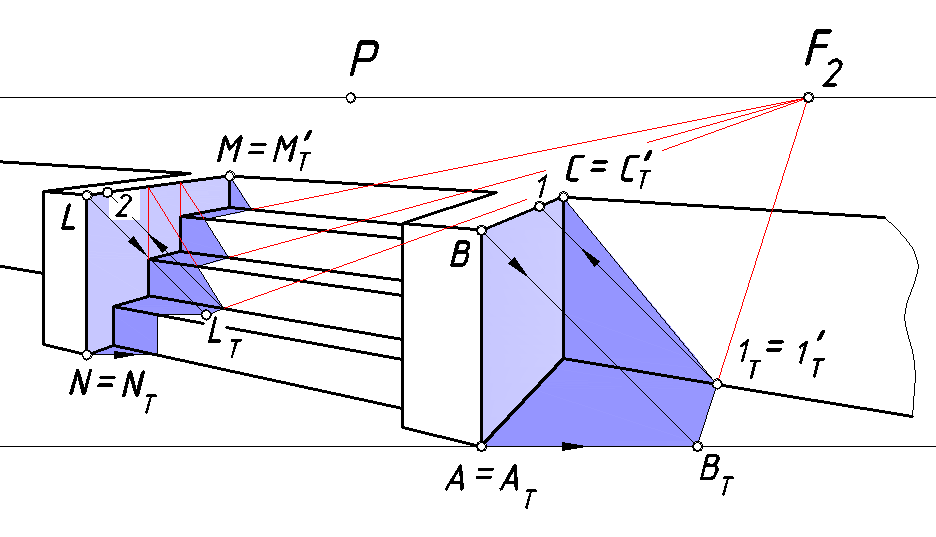 P
F₂
M = M'T
C = C'T
1
L
2
B
LT
1T = 1'T
N = NT
A = AT
BT